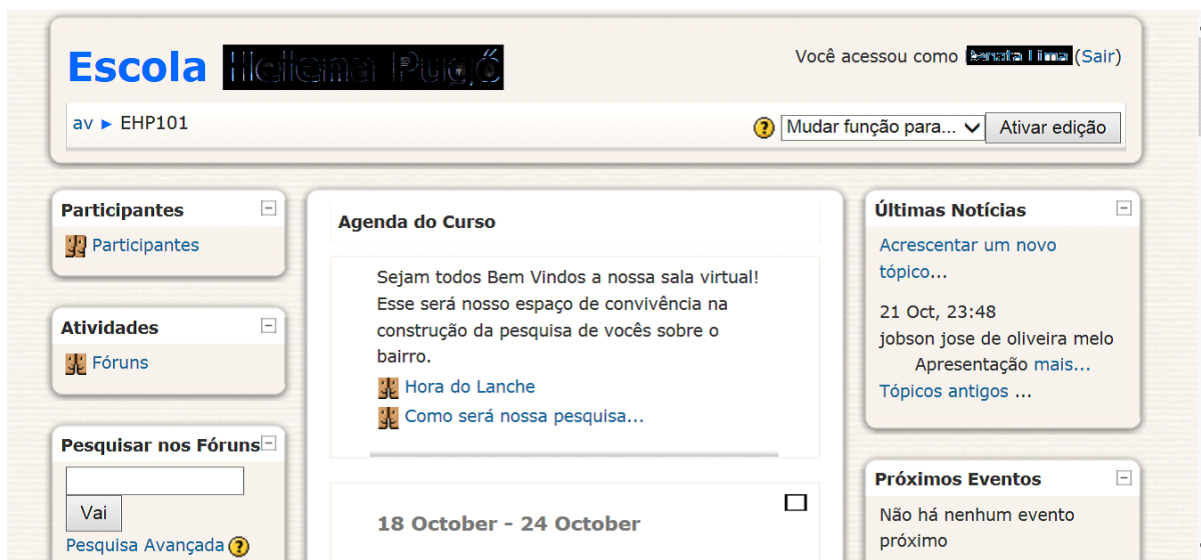 Escola
Você acessou como (Sair)
av ► EHP101
Mudar função para... Ativar edição
Participantes
Participantes
Atividades
Fóruns
Pesquisar nos Fóruns
Vai
Pesquisa Avançada
Agenda do Curso
Sejam todos Bem Vindos a nossa sala virtual!
Esse será nosso espaço de convivência na
construção da pesquisa de vocês sobre o
bairro.
Hora do Lanche
Como será nossa pesquisa...
18 October - 24 October
Últimas Notícias
Acrescentar um novo
tópico...
21 Oct, 23:48
jobson jose de oliveira melo
Apresentação mais...
Tópicos antigos ...
Próximos Eventos
Não há nenhum evento
próximo